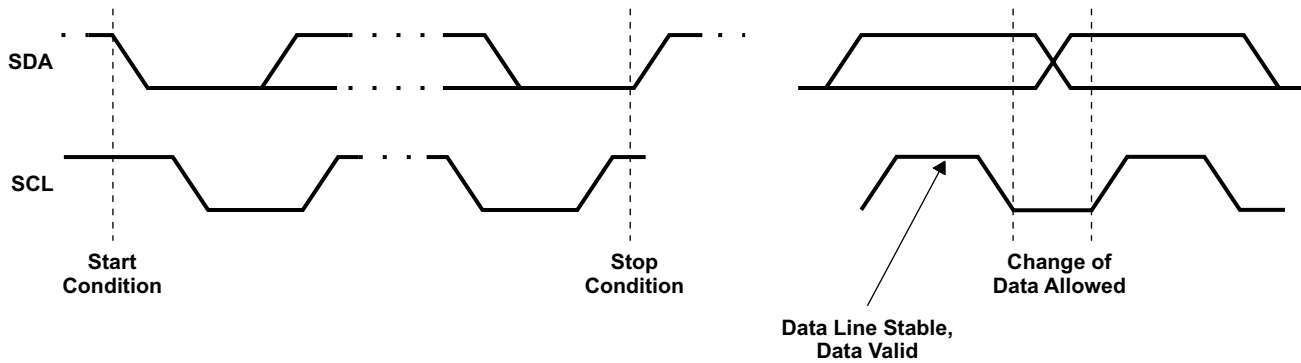 SDA
SCL
Start
Condition
Stop
Condition
Change of
Data Allowed
Data Line Stable,
Data Valid